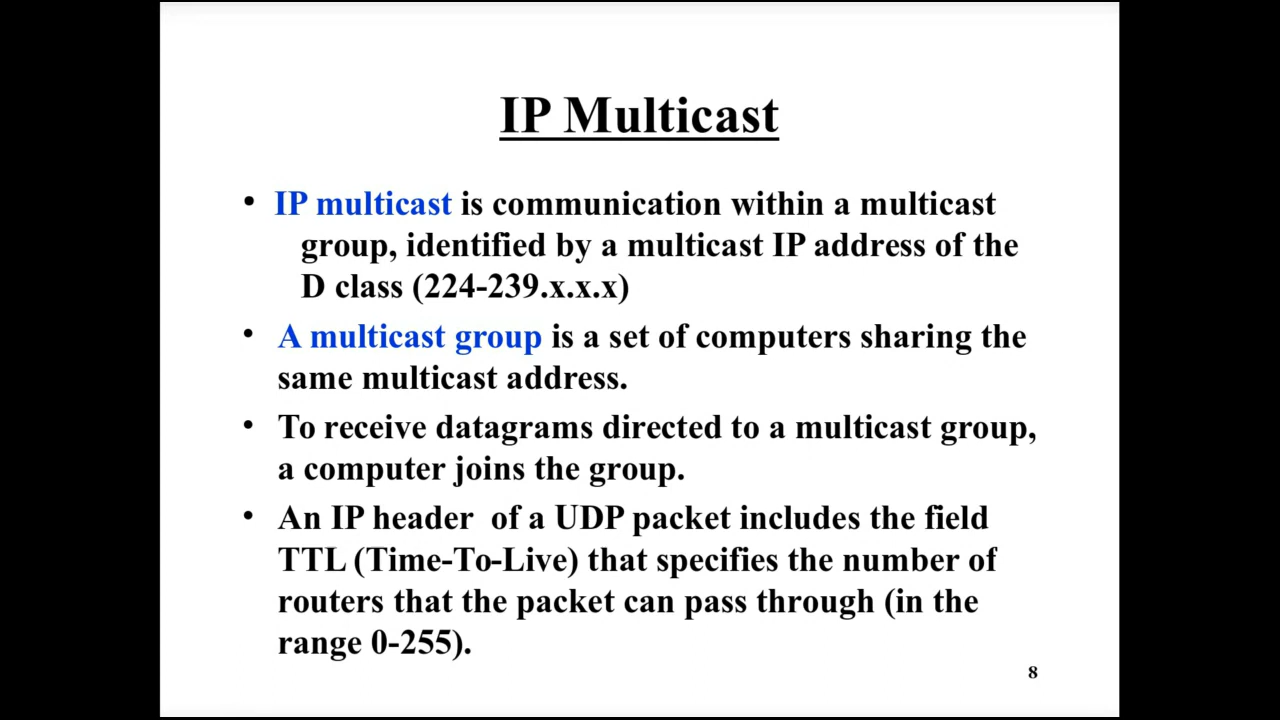 IP Multicast
• IP multicast is communication within a multicast
group, identified by a multicast IP address of the
D class (224-239.x.x.x)
• A multicast group is a set of computers sharing the
same multicast address.
• To receive datagrams directed to a multicast group,
a computer joins the group.
• An IP header  of a UDP packet includes the field
TTL (Time-To-Live) that specifies the number of
routers that the packet can pass through (in the
range 0-255).
8